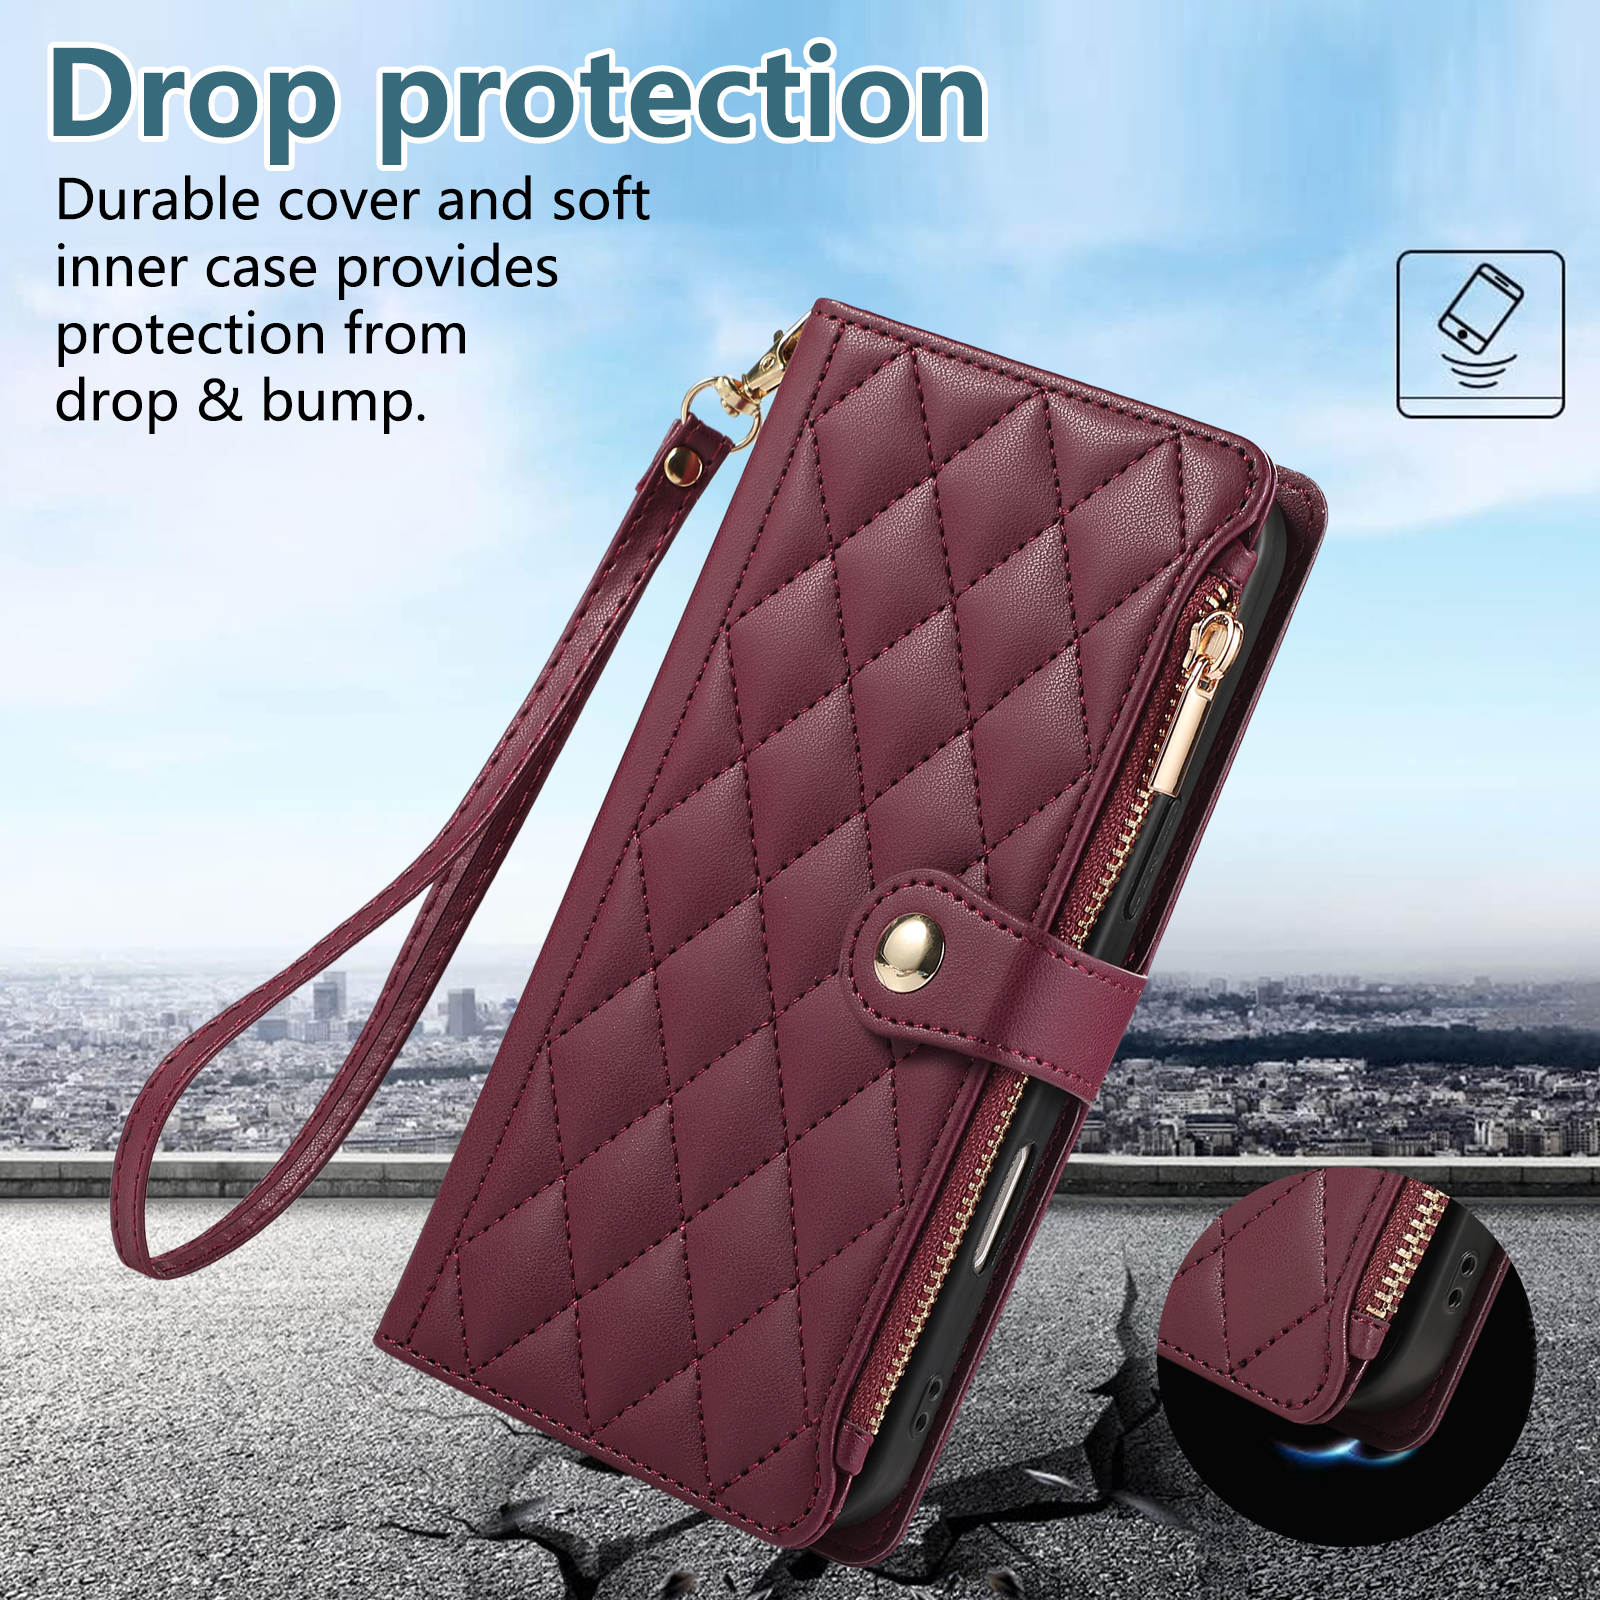 Drop protection
Durable cover and soft
inner case provides
protection from
drop & bump.